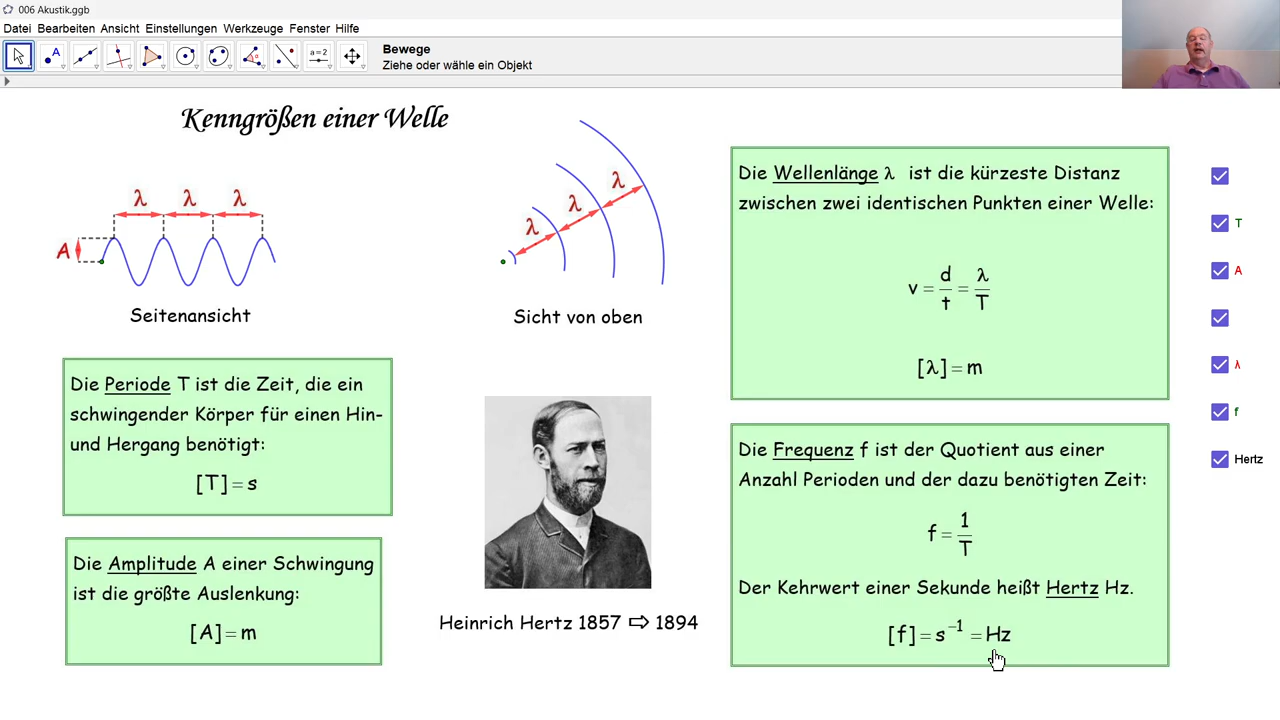 006 Akustik.ggb
Datei Bearbeiten Ansicht Einstellungen Werkzeuge Fenster Hilfe
A
α
a=2
Bewege
Ziehe oder wähle ein Objekt
Kenngrößen einer Welle
λ λ λ
A
Seitenansicht
λ
λ
λ
Sicht von oben
Die Periode T ist die Zeit, die ein
schwingender Körper für einen Hin-
und Hergang benötigt:
[T] = s
Die Amplitude A einer Schwingung
ist die größte Auslenkung:
[A] = m
Heinrich Hertz 1857 ⇨ 1894
Die Wellenlänge λ ist die kürzeste Distanz
zwischen zwei identischen Punkten einer Welle:
v = d/t = λ/T
[λ] = m
Die Frequenz f ist der Quotient aus einer
Anzahl Perioden und der dazu benötigten Zeit:
f = 1/T
Der Kehrwert einer Sekunde heißt Hertz Hz.
[f] = s⁻¹ = Hz
T
A
λ
f
Hertz